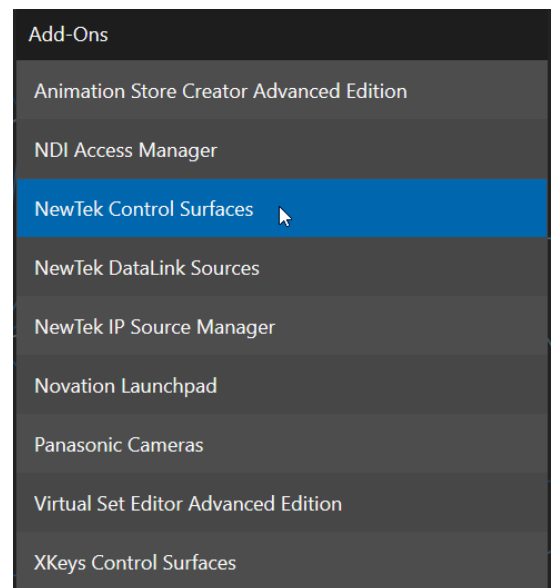 Add-Ons
Animation Store Creator Advanced Edition
NDI Access Manager
NewTek Control Surfaces
NewTek DataLink Sources
NewTek IP Source Manager
Novation Launchpad
Panasonic Cameras
Virtual Set Editor Advanced Edition
XKeys Control Surfaces